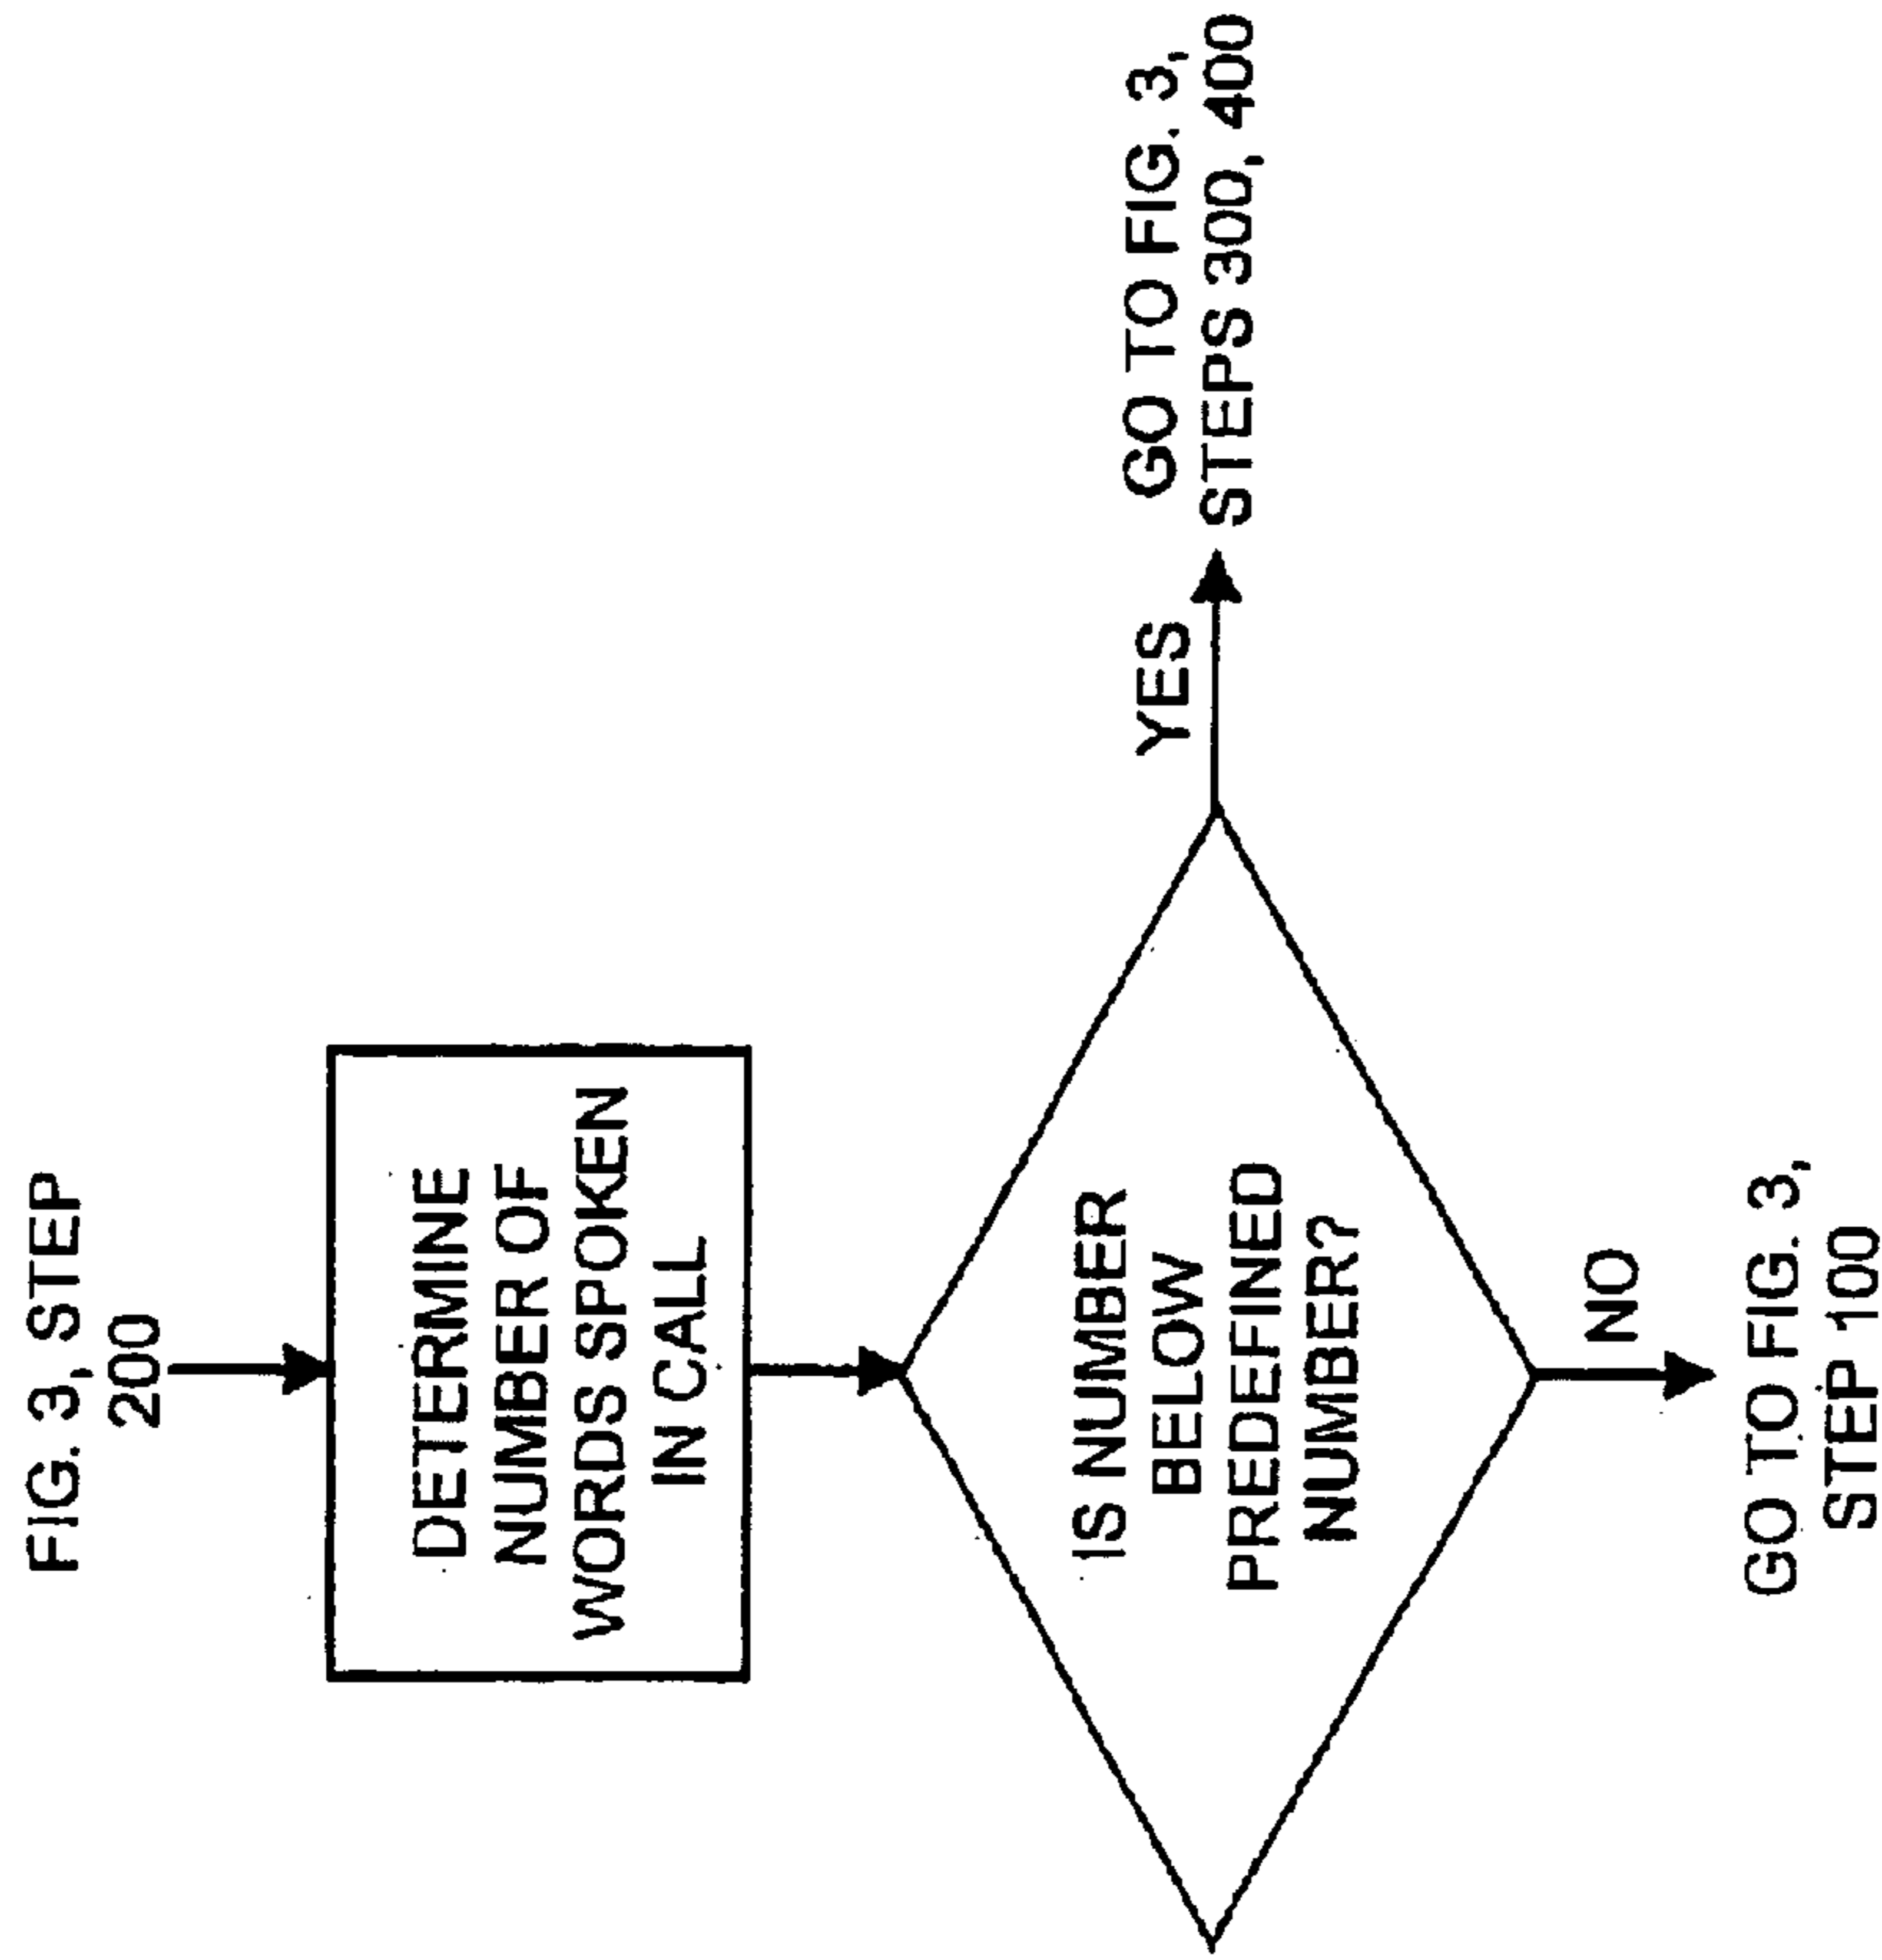 FIG. 3, STEP
200
DETERMINE
NUMBER OF
WORDS SPOKEN
IN CALL
IS NUMBER
BELOW
PREDEFINED
NUMBER?
YES
GO TO FIG. 3,
STEPS 300, 400
NO
GO TO FIG. 3,
STEP 100